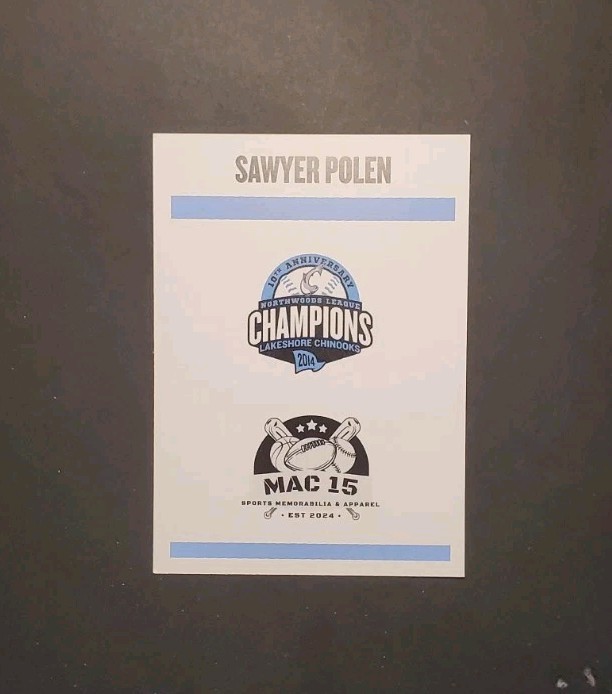 SAWYER POLEN
10TH ANNIVERSARY
NORTHWOODS LEAGUE
CHAMPIONS
LAKESHORE CHINOOKS
2014
MAC 15
SPORTS MEMORABILIA & APPAREL
• EST 2024 •